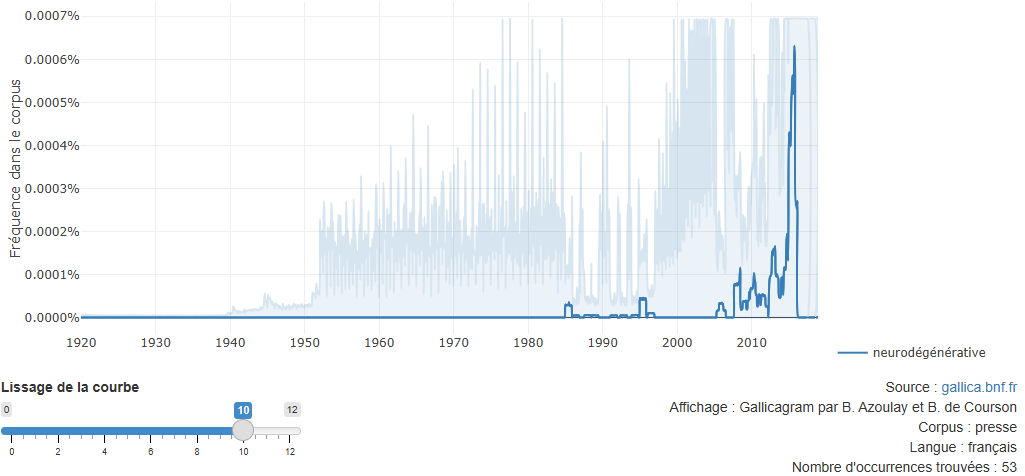 Fréquence dans le corpus
0.0007%
0.0006%
0.0005%
0.0004%
0.0003%
0.0002%
0.0001%
0.0000%
1920 1930 1940 1950 1960 1970 1980 1990 2000 2010
neurodégénérative
Lissage de la courbe
0 10 12
0 2 4 6 8 10 12
Source : gallica.bnf.fr
Affichage : Gallicagram par B. Azoulay et B. de Courson
Corpus : presse
Langue : français
Nombre d'occurrences trouvées : 53